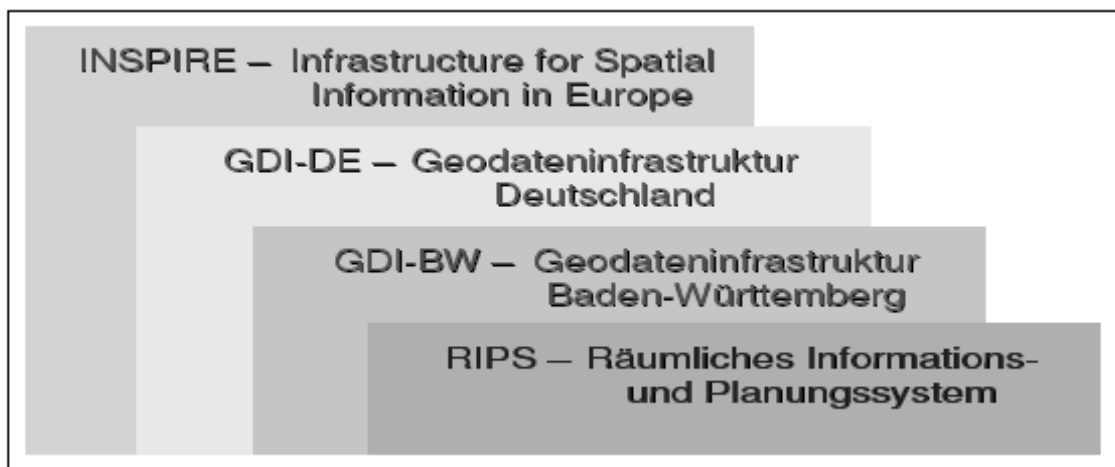 INSPIRE – Infrastructure for Spatial
Information in Europe
GDI-DE – Geodateninfrastruktur
Deutschland
GDI-BW – Geodateninfrastruktur
Baden-Württemberg
RIPS – Räumliches Informations-
und Planungssystem